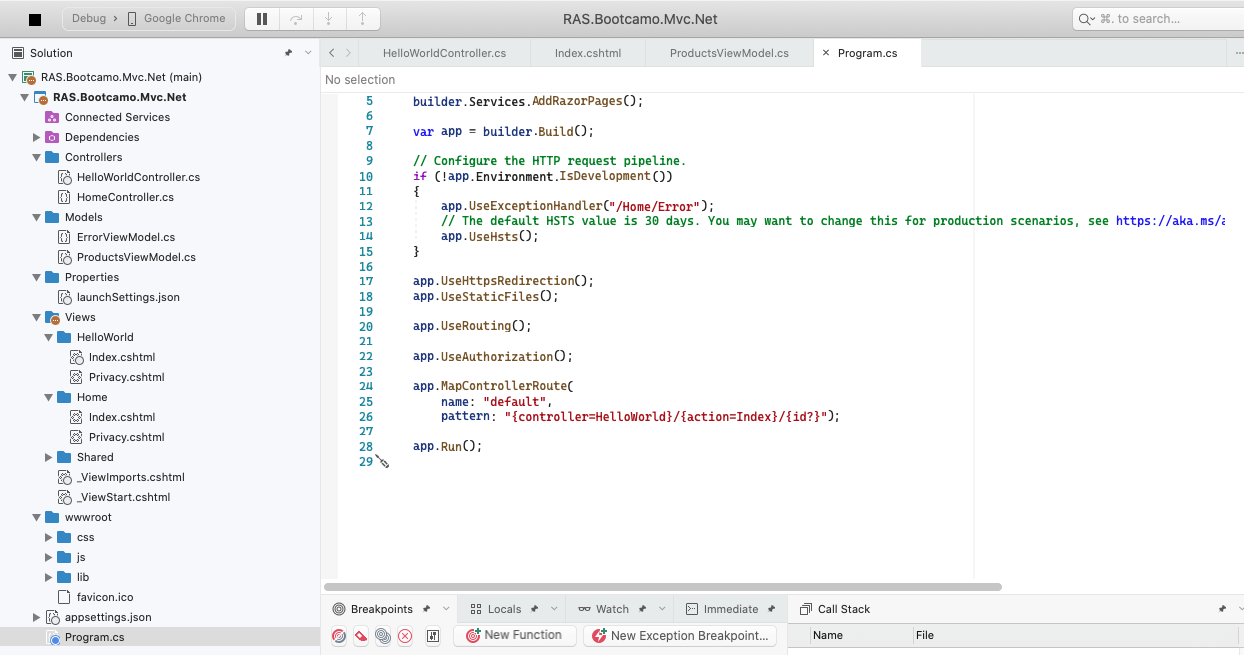 Debug › Google Chrome
RAS.Bootcamo.Mvc.Net
⌘. to search...
Solution
RAS.Bootcamo.Mvc.Net (main)
RAS.Bootcamo.Mvc.Net
Connected Services
Dependencies
Controllers
HelloWorldController.cs
HomeController.cs
Models
ErrorViewModel.cs
ProductsViewModel.cs
Properties
launchSettings.json
Views
HelloWorld
Index.cshtml
Privacy.cshtml
Home
Index.cshtml
Privacy.cshtml
Shared
_ViewImports.cshtml
_ViewStart.cshtml
wwwroot
css
js
lib
favicon.ico
appsettings.json
Program.cs
HelloWorldController.cs Index.cshtml ProductsViewModel.cs × Program.cs
No selection
5 builder.Services.AddRazorPages();
6
7 var app = builder.Build();
8
9 // Configure the HTTP request pipeline.
10 if (!app.Environment.IsDevelopment())
11 {
12 app.UseExceptionHandler("/Home/Error");
13 // The default HSTS value is 30 days. You may want to change this for production scenarios, see https://aka.ms/a
14 app.UseHsts();
15 }
16
17 app.UseHttpsRedirection();
18 app.UseStaticFiles();
19
20 app.UseRouting();
21
22 app.UseAuthorization();
23
24 app.MapControllerRoute(
25 name: "default",
26 pattern: "{controller=HelloWorld}/{action=Index}/{id?}");
27
28 app.Run();
29
Breakpoints Locals Watch Immediate
New Function New Exception Breakpoint...
Call Stack
Name File